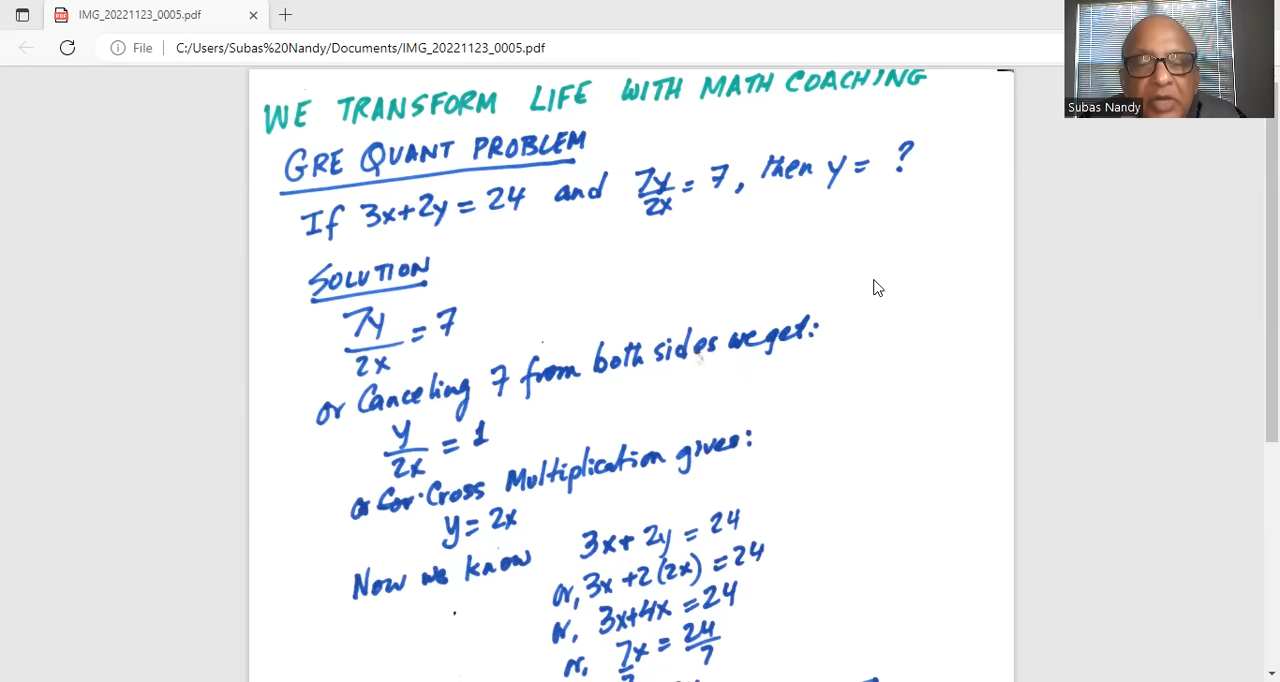 IMG_20221123_0005.pdf
File
C:/Users/Subas%20Nandy/Documents/IMG_20221123_0005.pdf
Subas Nandy
WE TRANSFORM LIFE WITH MATH COACHING
GRE QUANT PROBLEM
If 3x+2y = 24 and 7y/2x = 7, then y = ?
SOLUTION
7y/2x = 7
or Canceling 7 from both sides we get:
y/2x = 1
Cross Multiplication gives:
y = 2x
Now we know 3x + 2y = 24
or, 3x + 2(2x) = 24
or, 3x+4x = 24
or, 7x/7 = 24/7